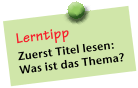 Lerntipp
Zuerst Titel lesen:
Was ist das Thema?